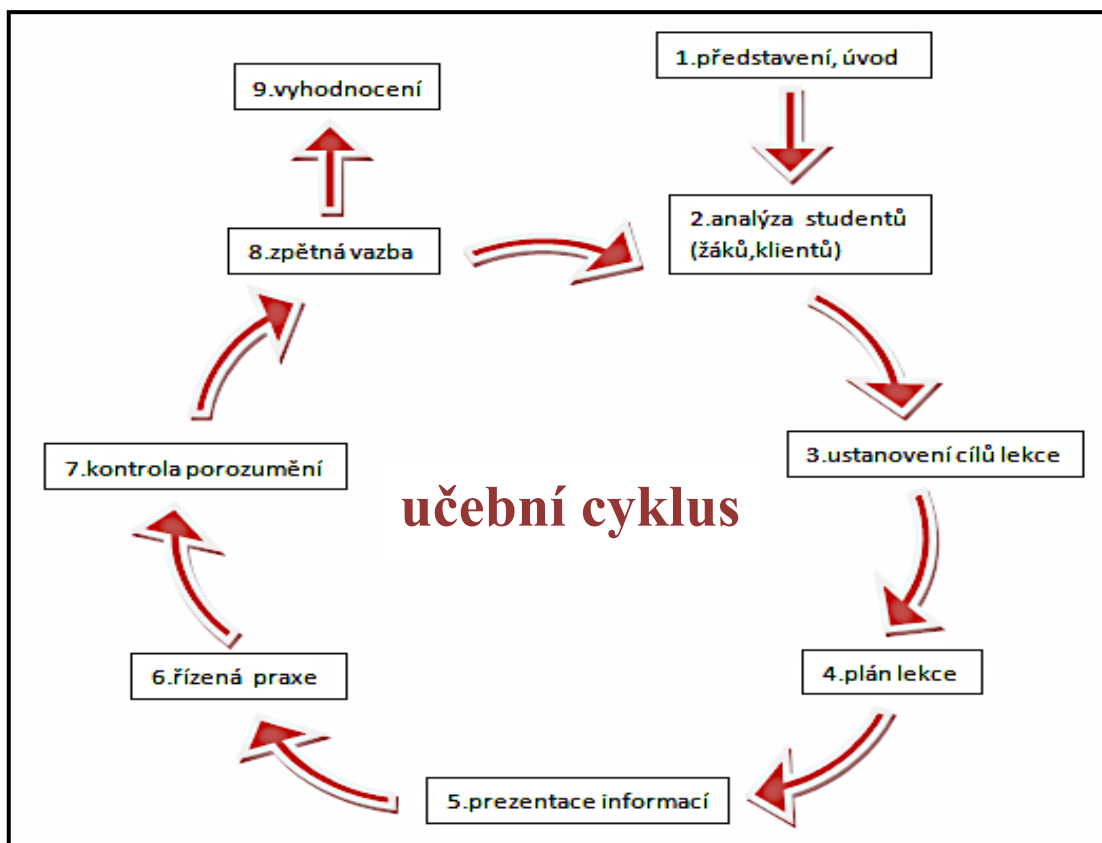 1.představení, úvod
2.analýza studentů
(žáků,klientů)
3.ustanovení cílů lekce
4.plán lekce
5.prezentace informací
6.řízená praxe
7.kontrola porozumění
8.zpětná vazba
9.vyhodnocení
učební cyklus